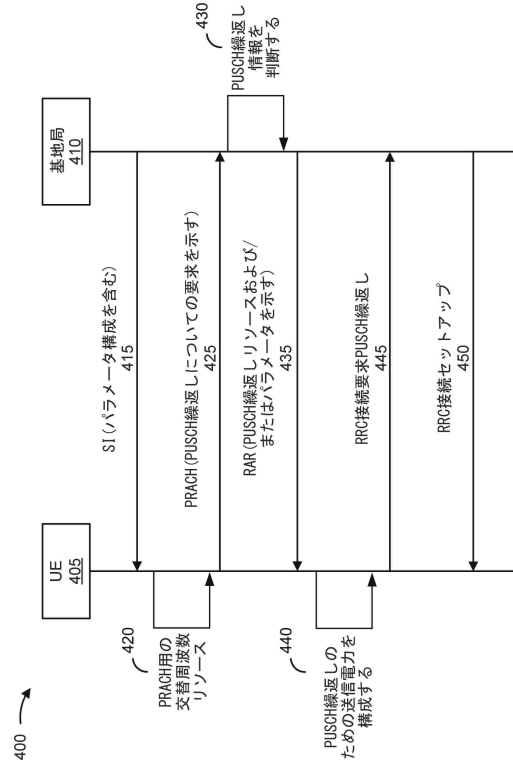 400
UE
405
基地局
410
SI(パラメータ構成を含む)
415
420
PRACH用の
交替周波数
リソース
PRACH(PUSCH繰返しについての要求を示す)
425
430
PUSCH繰返し
情報を
判断する
RAR(PUSCH繰返しリソースおよび/
またはパラメータを示す)
435
440
PUSCH繰返しの
ための送信電力を
構成する
RRC接続要求PUSCH繰返し
445
RRC接続セットアップ
450